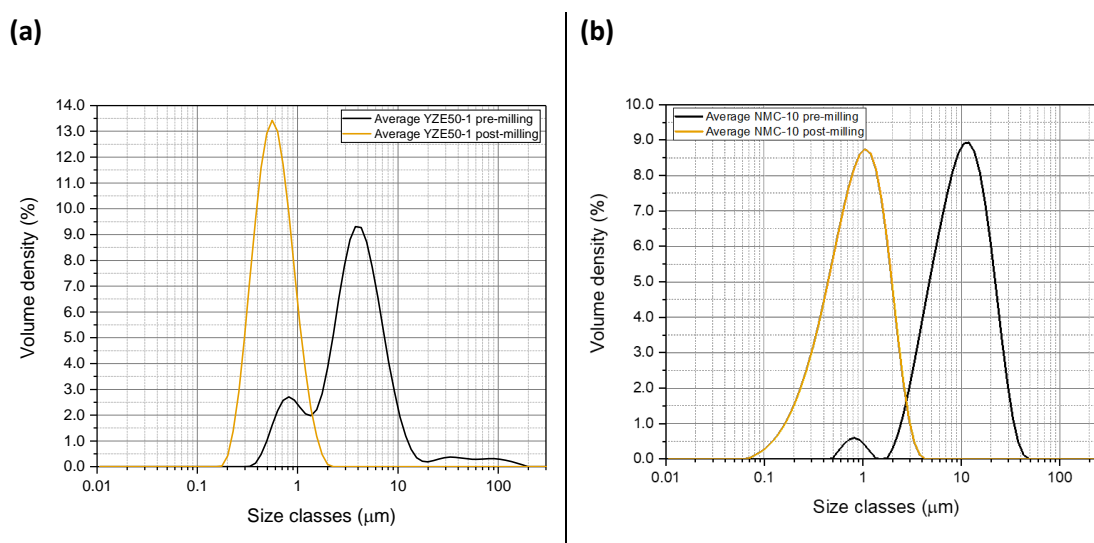 (a)
14.0
13.0
12.0
11.0
10.0
9.0
8.0
7.0
6.0
5.0
4.0
3.0
2.0
1.0
0.0
Volume density (%)
Average YZE50-1 pre-milling
Average YZE50-1 post-milling
0.01 0.1 1 10 100
Size classes (μm)
(b)
10.0
9.0
8.0
7.0
6.0
5.0
4.0
3.0
2.0
1.0
0.0
Volume density (%)
Average NMC-10 pre-milling
Average NMC-10 post-milling
0.01 0.1 1 10 100
Size classes (μm)